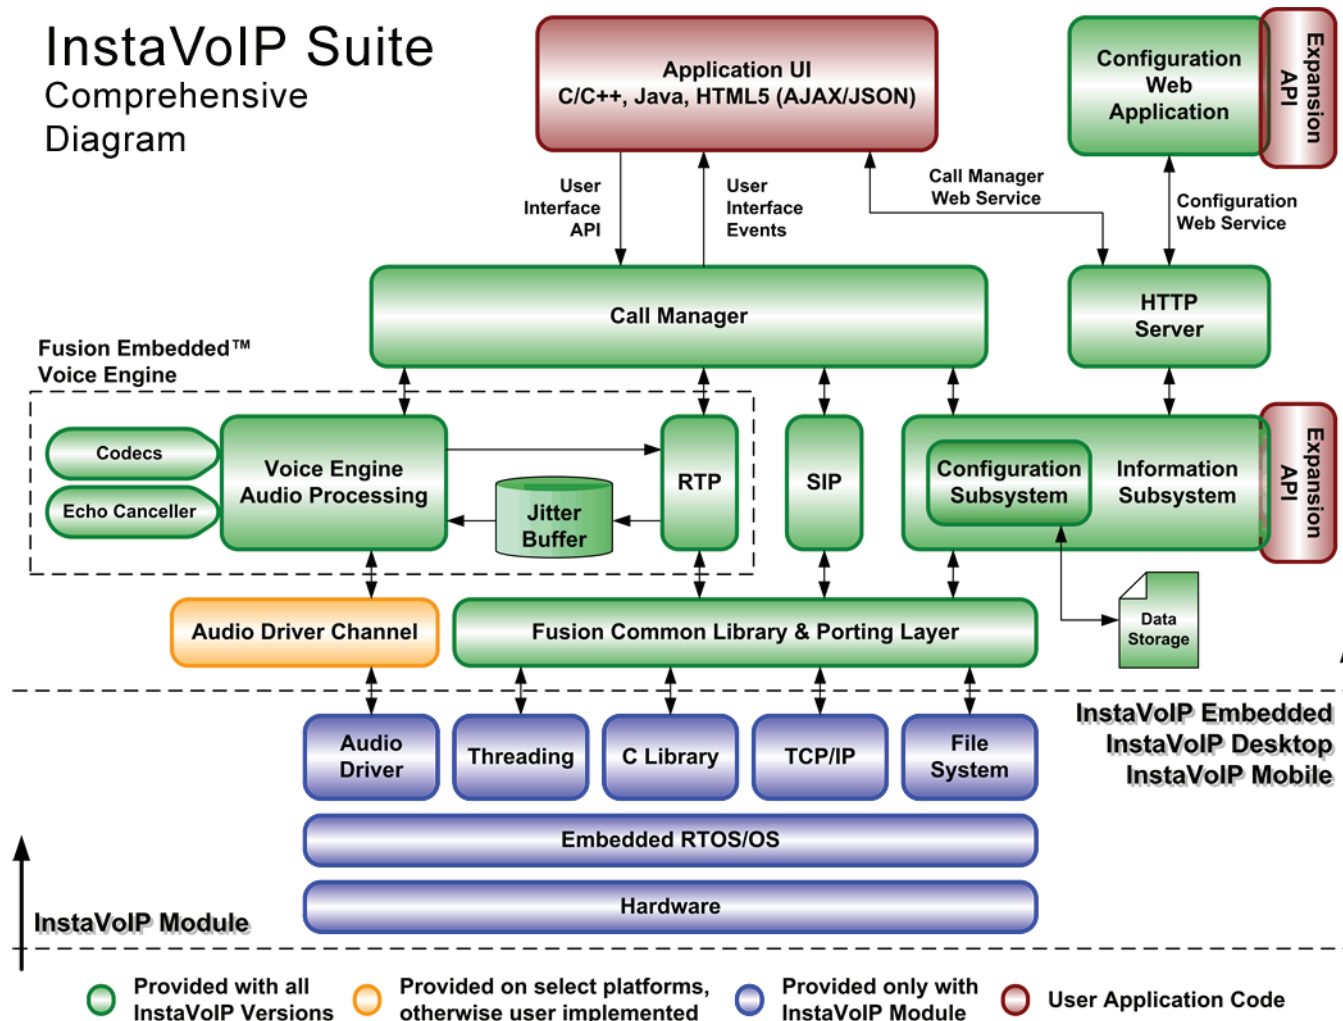 InstaVoIP Suite
Comprehensive
Diagram
Application UI
C/C++, Java, HTML5 (AJAX/JSON)
Configuration
Web
Application
Expansion
API
User
Interface
API
User
Interface
Events
Call Manager
Web Service
Configuration
Web Service
Call Manager
HTTP
Server
Fusion Embedded™
Voice Engine
Codecs
Echo Canceller
Voice Engine
Audio Processing
Jitter
Buffer
RTP
SIP
Configuration
Subsystem
Information
Subsystem
Expansion
API
Audio Driver Channel
Fusion Common Library & Porting Layer
Data
Storage
InstaVoIP Embedded
InstaVoIP Desktop
InstaVoIP Mobile
Audio
Driver
Threading
C Library
TCP/IP
File
System
Embedded RTOS/OS
Hardware
InstaVoIP Module
Provided with all
InstaVoIP Versions
Provided on select platforms,
otherwise user implemented
Provided only with
InstaVoIP Module
User Application Code